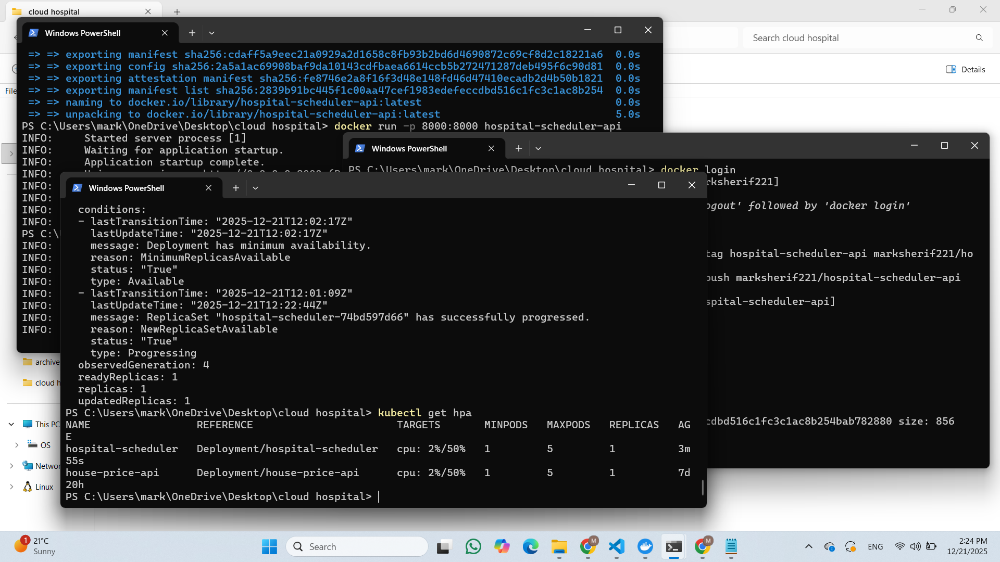 cloud hospital
Search cloud hospital
Details
File
Windows PowerShell
=> => exporting manifest sha256:cdaff5a9eec21a0929a2d1658c8fb93b2bd6d4690872c69cf8d2c18221a6 0.0s
=> => exporting config sha256:2a5a1ac69908baf9da10143cdfbaea6614ccb5b272471287deb495f6c90d81 0.0s
=> => exporting attestation manifest sha256:fe8746e2a8f16f3d48e148fd46d47410ecadb2d4b50b1821 0.0s
=> => exporting manifest list sha256:2839b91bc445f1c00aa47cef1983edefeccdbd516c1fc3c1ac8b254 0.0s
=> => naming to docker.io/library/hospital-scheduler-api:latest 0.0s
=> => unpacking to docker.io/library/hospital-scheduler-api:latest 5.0s
PS C:\Users\mark\OneDrive\Desktop\cloud hospital> docker run -p 8000:8000 hospital-scheduler-api
INFO: Started server process [1]
INFO: Waiting for application startup.
INFO: Application startup complete.
INFO:
INFO:
INFO:
INFO:
INFO:
PS C:\
INFO:
INFO:
INFO:
INFO:
INFO:
INFO:
INFO:
INFO:
Windows PowerShell
PS C:\Users\mark\OneDrive\Desktop\cloud hospital> docker login
rksherif221]
ogout' followed by 'docker login'
tag hospital-scheduler-api marksherif221/ho
push marksherif221/hospital-scheduler-api
spital-scheduler-api]
cdbd516c1fc3c1ac8b254bab782880 size: 856
Windows PowerShell
conditions:
- lastTransitionTime: "2025-12-21T12:02:17Z"
lastUpdateTime: "2025-12-21T12:02:17Z"
message: Deployment has minimum availability.
reason: MinimumReplicasAvailable
status: "True"
type: Available
- lastTransitionTime: "2025-12-21T12:01:09Z"
lastUpdateTime: "2025-12-21T12:22:44Z"
message: ReplicaSet "hospital-scheduler-74bd597d66" has successfully progressed.
reason: NewReplicaSetAvailable
status: "True"
type: Progressing
observedGeneration: 4
readyReplicas: 1
replicas: 1
updatedReplicas: 1
PS C:\Users\mark\OneDrive\Desktop\cloud hospital> kubectl get hpa
NAME REFERENCE TARGETS MINPODS MAXPODS REPLICAS AG
E
hospital-scheduler Deployment/hospital-scheduler cpu: 2%/50% 1 5 1 3m
55s
house-price-api Deployment/house-price-api cpu: 2%/50% 1 5 1 7d
20h
PS C:\Users\mark\OneDrive\Desktop\cloud hospital>
archive
cloud h
This PC
OS
Networ
Linux
1
21°C
Sunny
Search
M
M
ENG
2:24 PM
12/21/2025